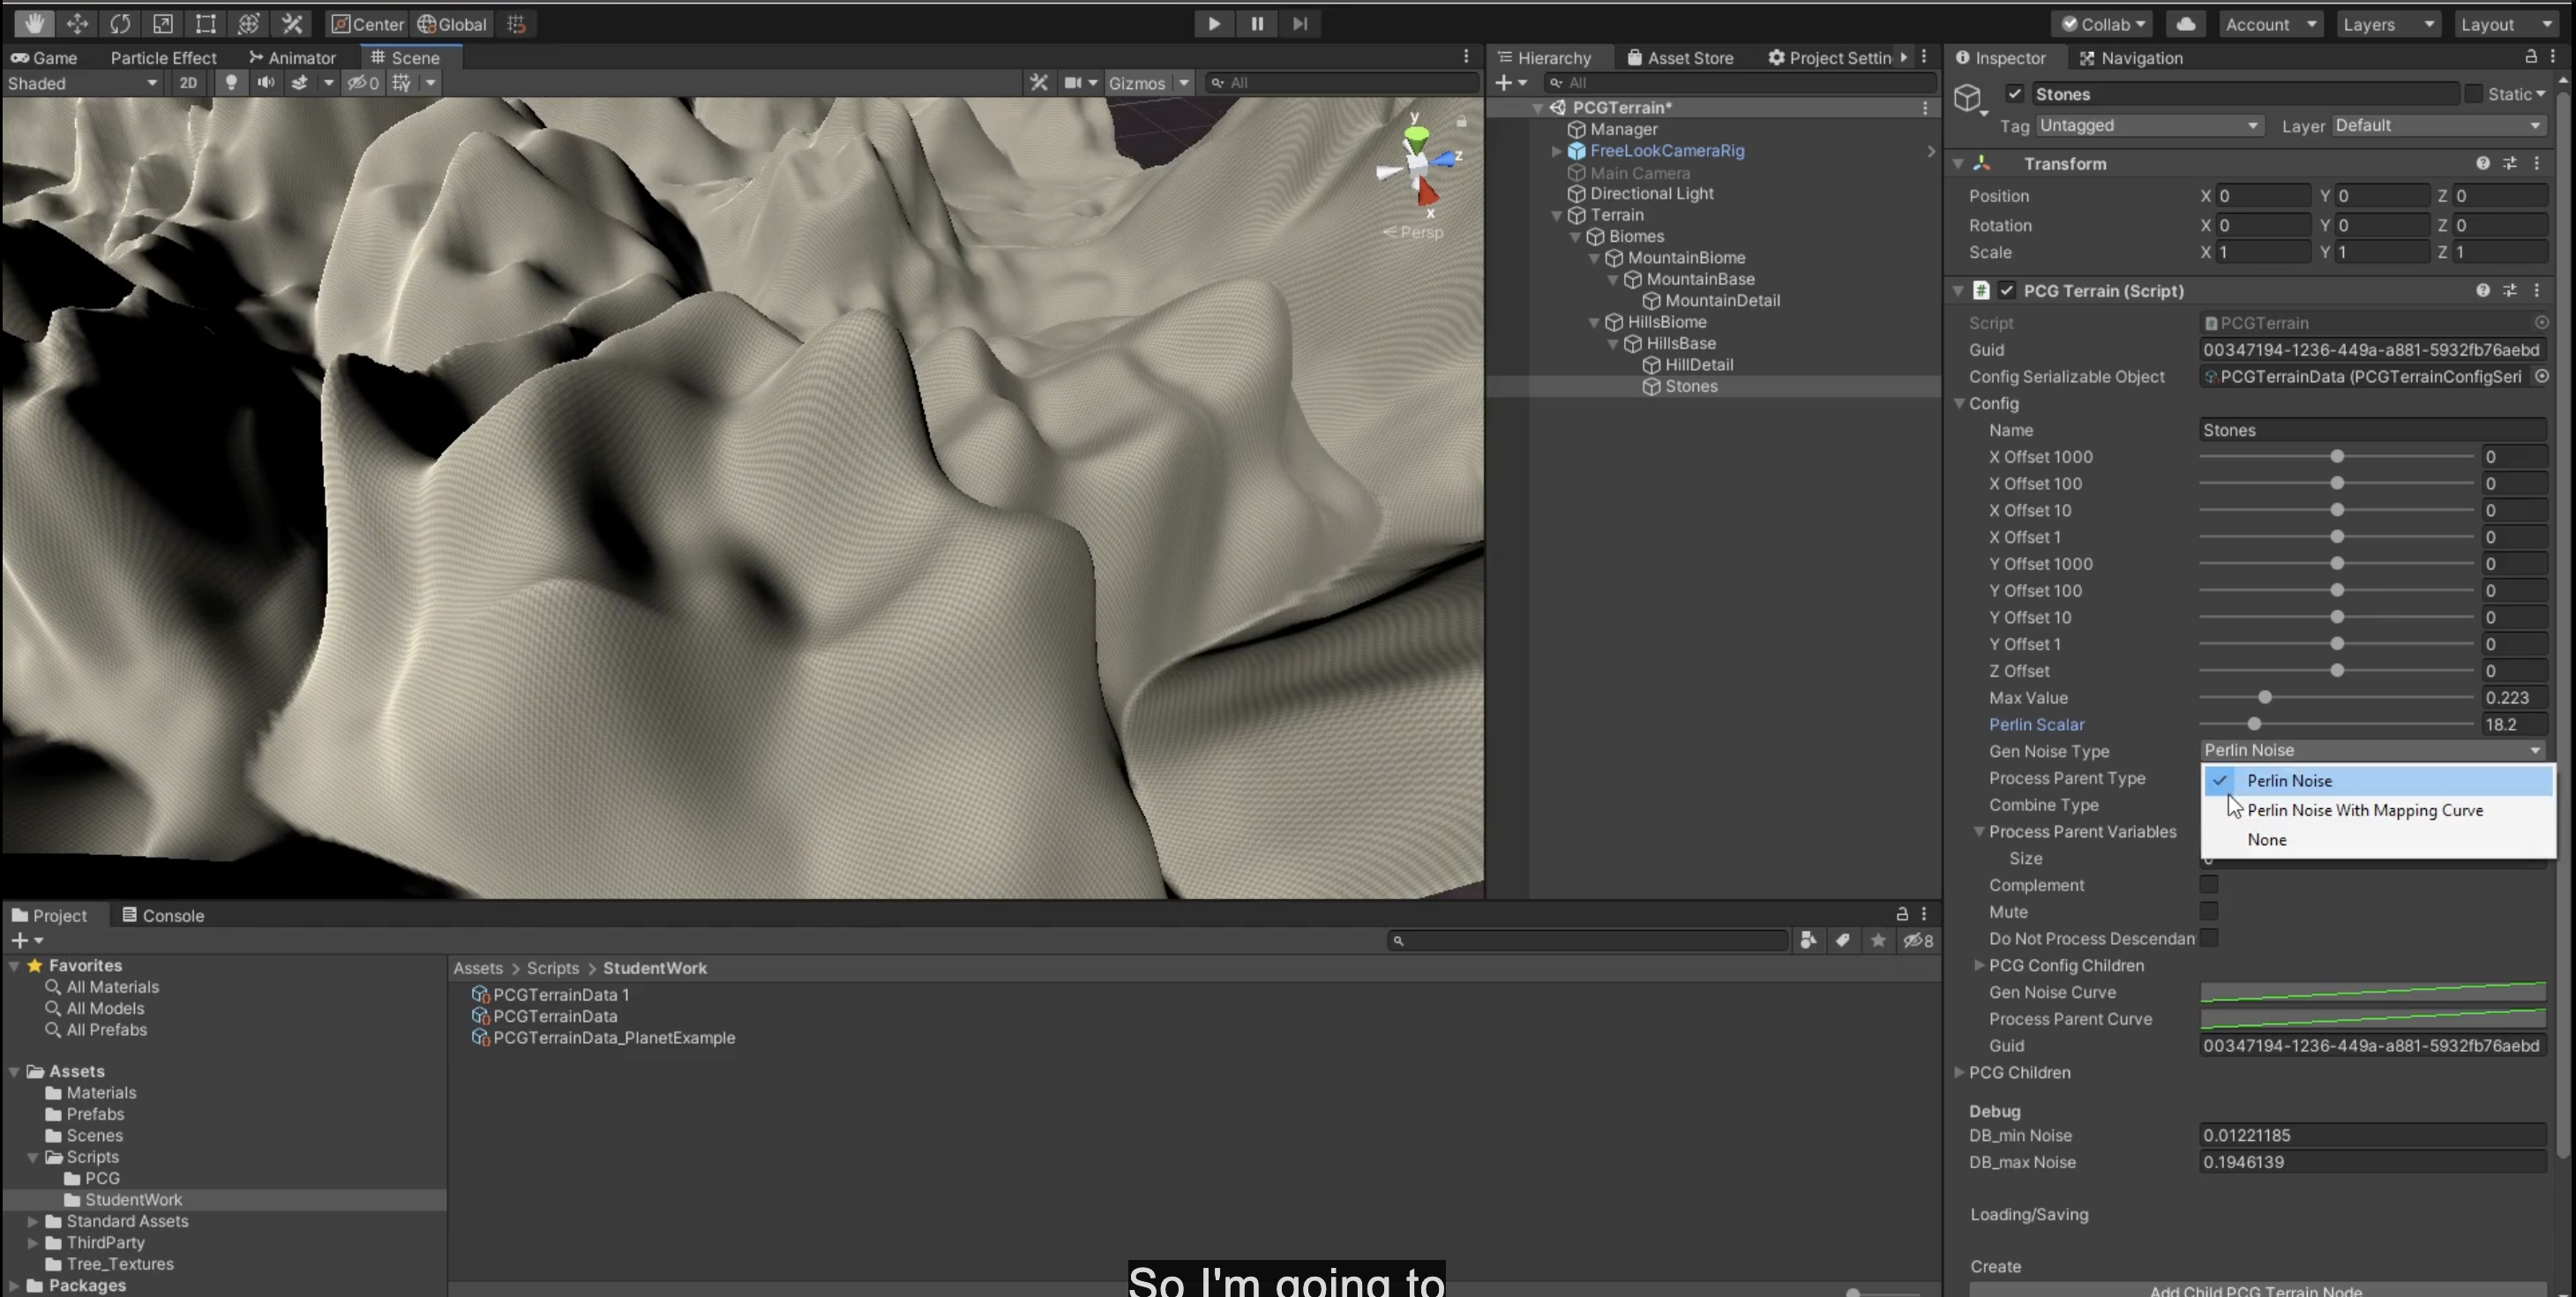 Center
Global
Collab
Account
Layers
Layout
Game
Particle Effect
Animator
Scene
Shaded
2D
0
Gizmos
All
y
z
x
Persp
Hierarchy
Asset Store
Project Settin
All
PCGTerrain*
Manager
FreeLookCameraRig
Main Camera
Directional Light
Terrain
Biomes
MountainBiome
MountainBase
MountainDetail
HillsBiome
HillsBase
HillDetail
Stones
Inspector
Navigation
Stones
Static
Tag Untagged
Layer Default
Transform
Position X 0 Y 0 Z 0
Rotation X 0 Y 0 Z 0
Scale X 1 Y 1 Z 1
PCG Terrain (Script)
Script PCGTerrain
Guid 00347194-1236-449a-a881-5932fb76aebd
Config Serializable Object PCGTerrainData (PCGTerrainConfigSeri
Config
Name Stones
X Offset 1000 0
X Offset 100 0
X Offset 10 0
X Offset 1 0
Y Offset 1000 0
Y Offset 100 0
Y Offset 10 0
Y Offset 1 0
Z Offset 0
Max Value 0.223
Perlin Scalar 18.2
Gen Noise Type Perlin Noise
Process Parent Type
Combine Type
Process Parent Variables
Size
Perlin Noise
Perlin Noise With Mapping Curve
None
Complement
Mute
Do Not Process Descendan
PCG Config Children
Gen Noise Curve
Process Parent Curve
Guid 00347194-1236-449a-a881-5932fb76aebd
PCG Children
Debug
DB_min Noise 0.01221185
DB_max Noise 0.1946139
Loading/Saving
Create
Add Child PCG Terrain Node
Project
Console
8
Favorites
All Materials
All Models
All Prefabs
Assets
Materials
Prefabs
Scenes
Scripts
PCG
StudentWork
Standard Assets
ThirdParty
Tree_Textures
Packages
Assets > Scripts > StudentWork
PCGTerrainData 1
PCGTerrainData
PCGTerrainData_PlanetExample
So I'm going to